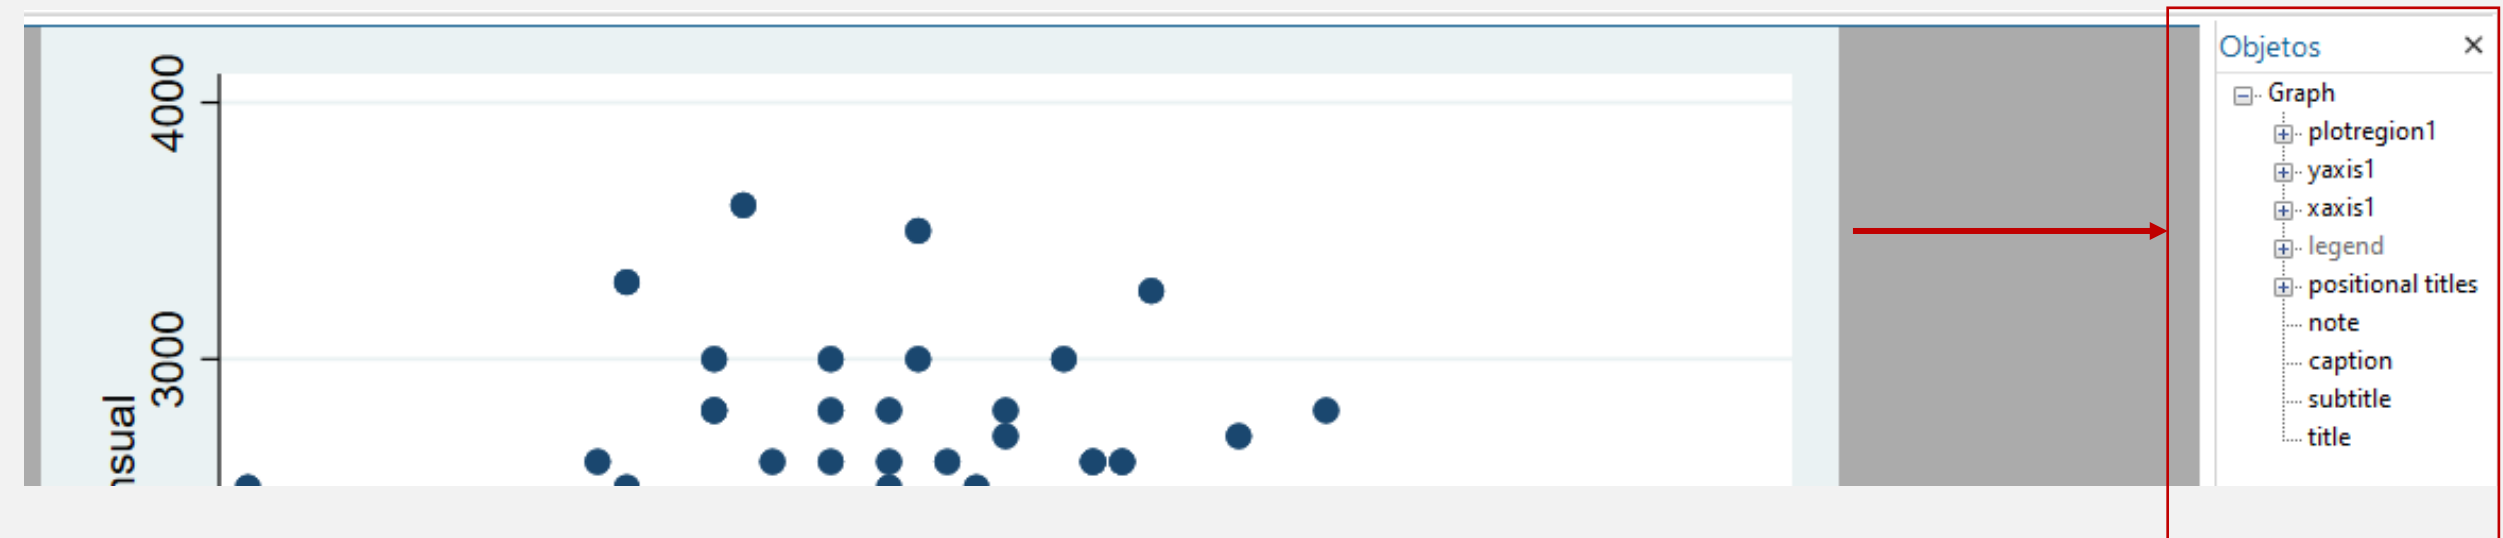 4000
3000
nsual
Objetos
Graph
plotregion1
yaxis1
xaxis1
legend
positional titles
note
caption
subtitle
title